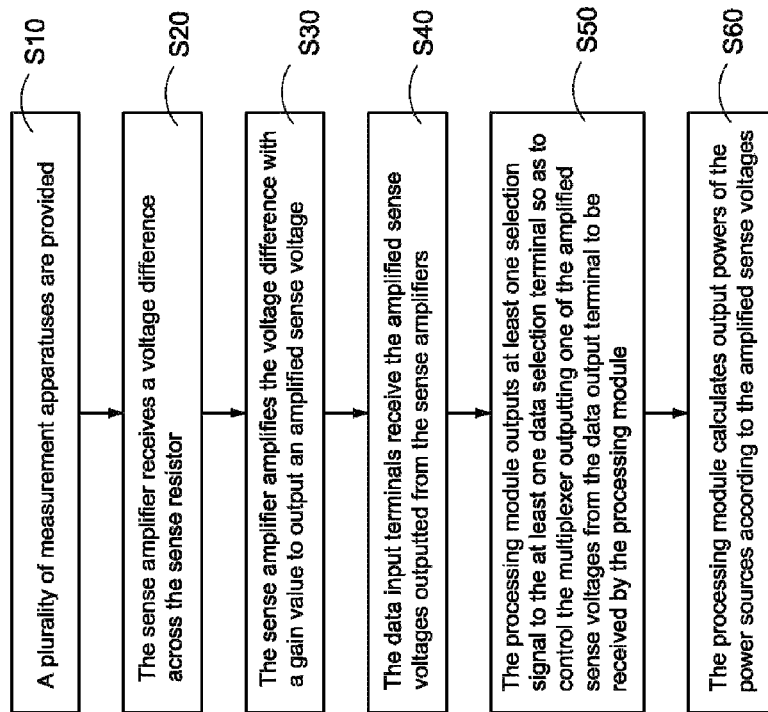 S10
A plurality of measurement apparatuses are provided
S20
The sense amplifier receives a voltage difference
across the sense resistor
S30
The sense amplifier amplifies the voltage difference with
a gain value to output an amplified sense voltage
S40
The data input terminals receive the amplified sense
voltages outputted from the sense amplifiers
S50
The processing module outputs at least one selection
signal to the at least one data selection terminal so as to
control the multiplexer outputting one of the amplified
sense voltages from the data output terminal to be
received by the processing module
S60
The processing module calculates output powers of the
power sources according to the amplified sense voltages